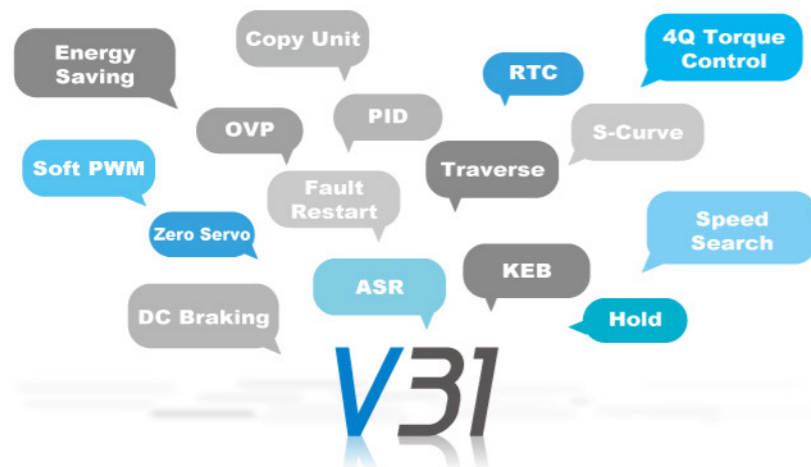 Energy
Saving
Copy Unit
4Q Torque
Control
RTC
OVP
PID
S-Curve
Soft PWM
Traverse
Fault
Restart
Zero Servo
Speed
Search
ASR
KEB
DC Braking
Hold
V31